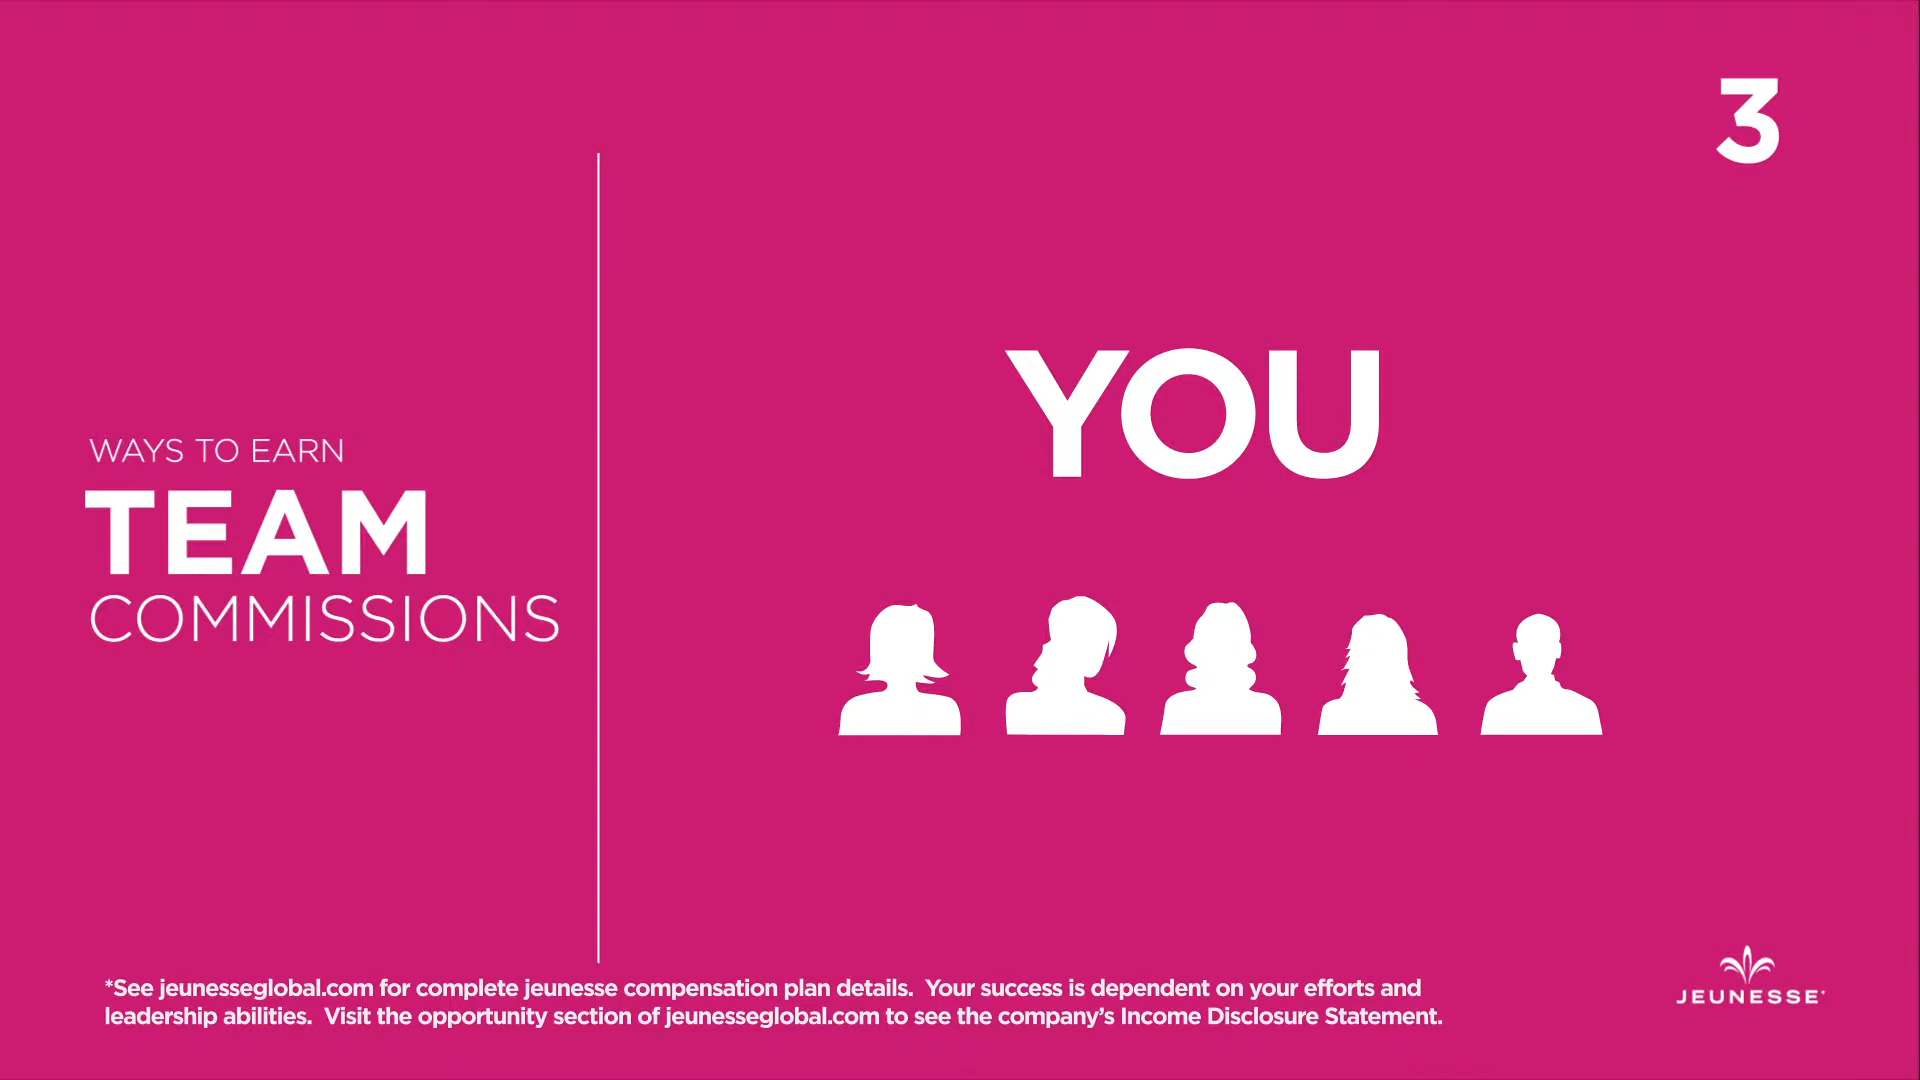 3
YOU
WAYS TO EARN
TEAM
COMMISSIONS
*See jeunesseglobal.com for complete jeunesse compensation plan details.  Your success is dependent on your efforts and
leadership abilities.  Visit the opportunity section of jeunesseglobal.com to see the company's Income Disclosure Statement.
JEUNESSE